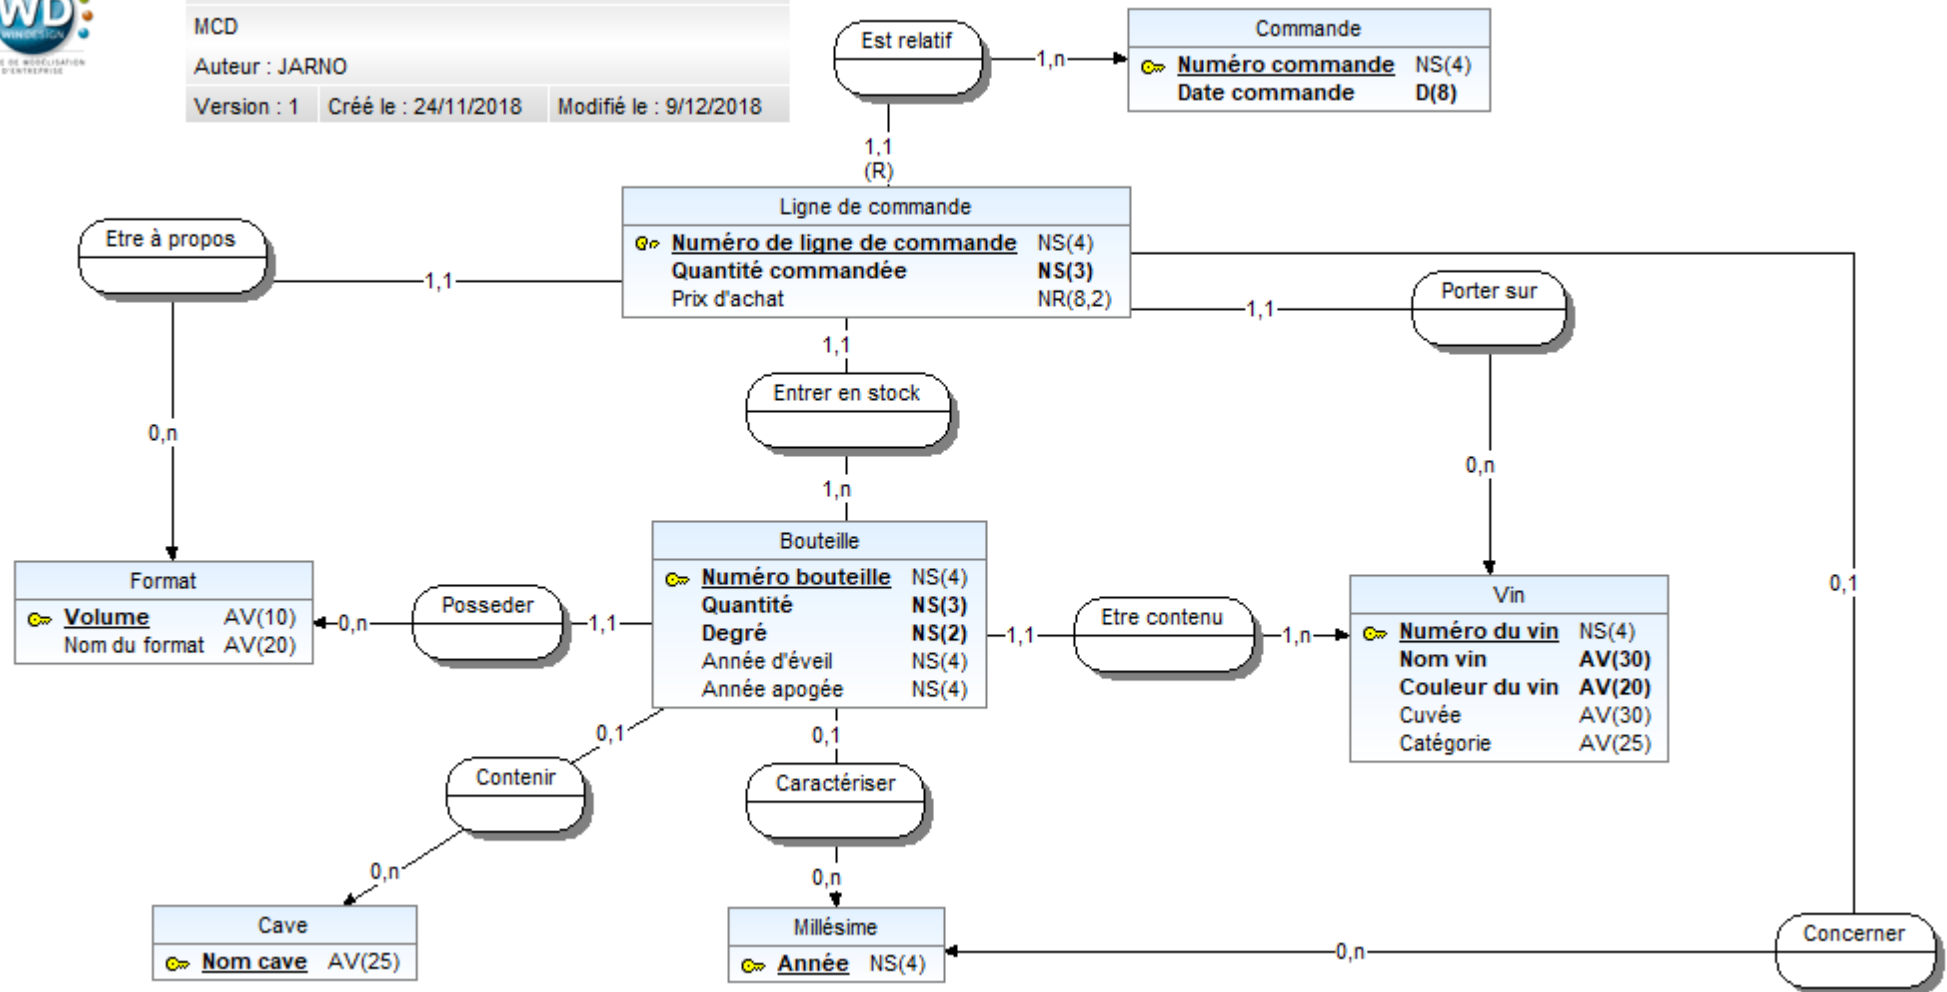 WD
WINDESIGN
D'ENTREPRISE
MCD
Auteur : JARNO
Version : 1 Créé le : 24/11/2018 Modifié le : 9/12/2018
Est relatif
1,n
Commande
Numéro commande NS(4)
Date commande D(8)
1,1
(R)
Ligne de commande
Numéro de ligne de commande NS(4)
Quantité commandée NS(3)
Prix d'achat NR(8,2)
Etre à propos
1,1
1,1
Porter sur
1,1
Entrer en stock
0,n
0,n
1,n
Bouteille
Numéro bouteille NS(4)
Quantité NS(3)
Degré NS(2)
Année d'éveil NS(4)
Année apogée NS(4)
Format
Volume AV(10)
Nom du format AV(20)
0,n
Posseder
1,1
1,1
Etre contenu
1,n
Vin
Numéro du vin NS(4)
Nom vin AV(30)
Couleur du vin AV(20)
Cuvée AV(30)
Catégorie AV(25)
0,1
0,1
0,1
Contenir
Caractériser
0,n
0,n
Cave
Nom cave AV(25)
Millésime
Année NS(4)
0,n
Concerner